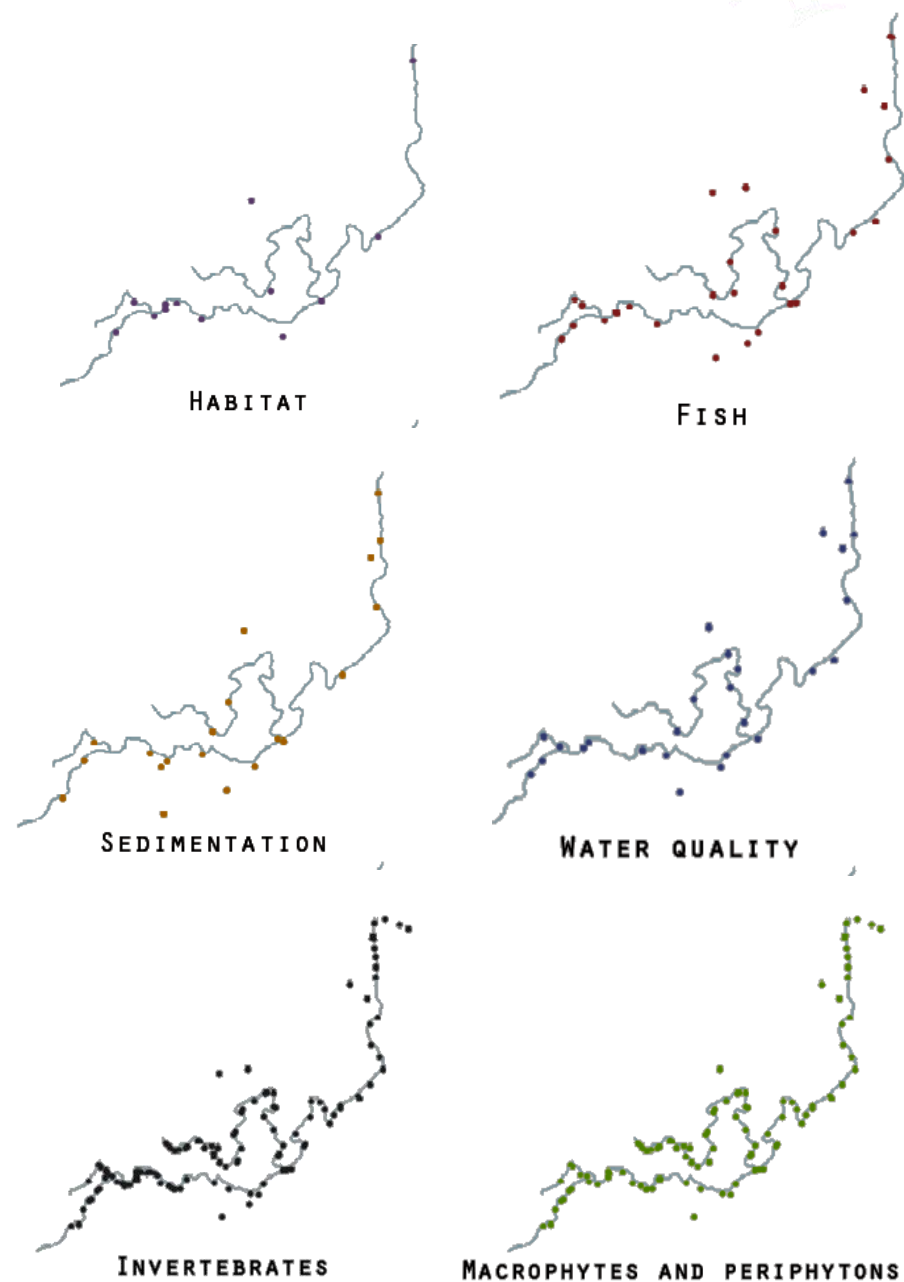 HABITAT
FISH
SEDIMENTATION
WATER QUALITY
INVERTEBRATES
MACROPHYTES AND PERIPHYTONS